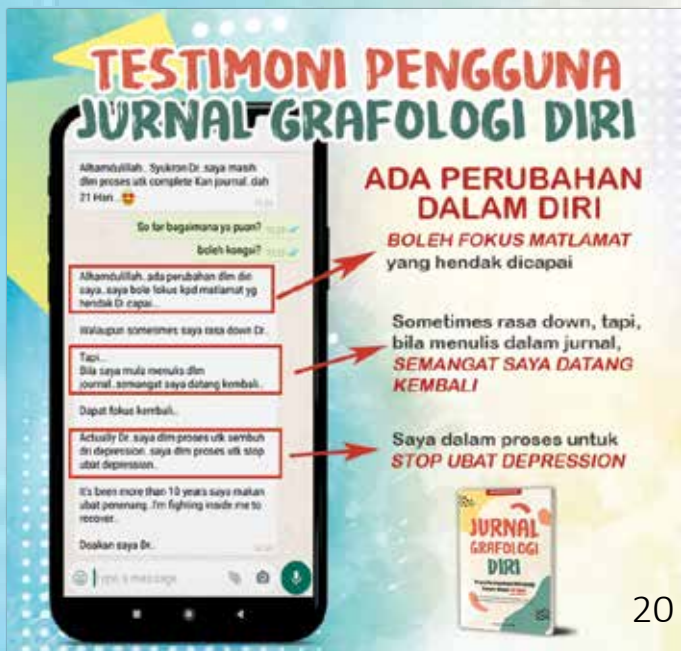 TESTIMONI PENGGUNA
JURNAL GRAFOLOGI DIRI
Alhamdulillah.. Syukron Dr. saya masih
dlm proses utk complete Kan journal. dah
21 Hari..
So far bagaimana ya puan?
boleh kongsi?
Alhamdulillah. ada perubahan dlm diri
saya..saya bole fokus kpd matlamat yg
hendak Di capai...
Walaupun sometimes saya rasa down Dr..
Tapi...
Bila saya mula menulis dlm
journal..semangat saya datang kembali..
Dapat fokus kembali..
Actually Dr. saya dlm proses utk sembuh
dri depression. saya dlm proses utk stop
ubat depression..
It's been more than 10 years saya makan
ubat penenang. I'm fighting inside me to
recover..
Doakan saya Dr..
Type a message
ADA PERUBAHAN
DALAM DIRI
BOLEH FOKUS MATLAMAT
yang hendak dicapai
Sometimes rasa down, tapi,
bila menulis dalam jurnal,
SEMANGAT SAYA DATANG
KEMBALI
Saya dalam proses untuk
STOP UBAT DEPRESSION
JURNAL
GRAFOLOGI
DIRI
20